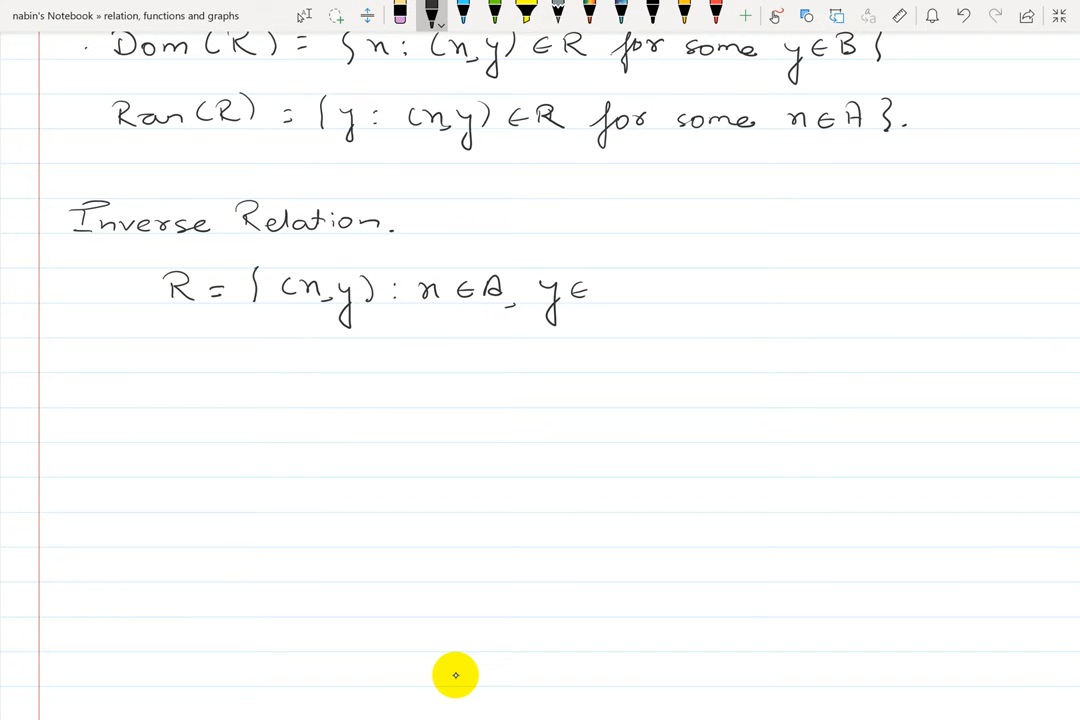 nabin's Notebook » relation, functions and graphs
. Dom (R) = { x : (x, y) ∈ R for some y ∈ B }
Ran (R) = { y : (x, y) ∈ R for some x ∈ A }.
Inverse Relation.
R = { (x, y) : x ∈ A, y ∈